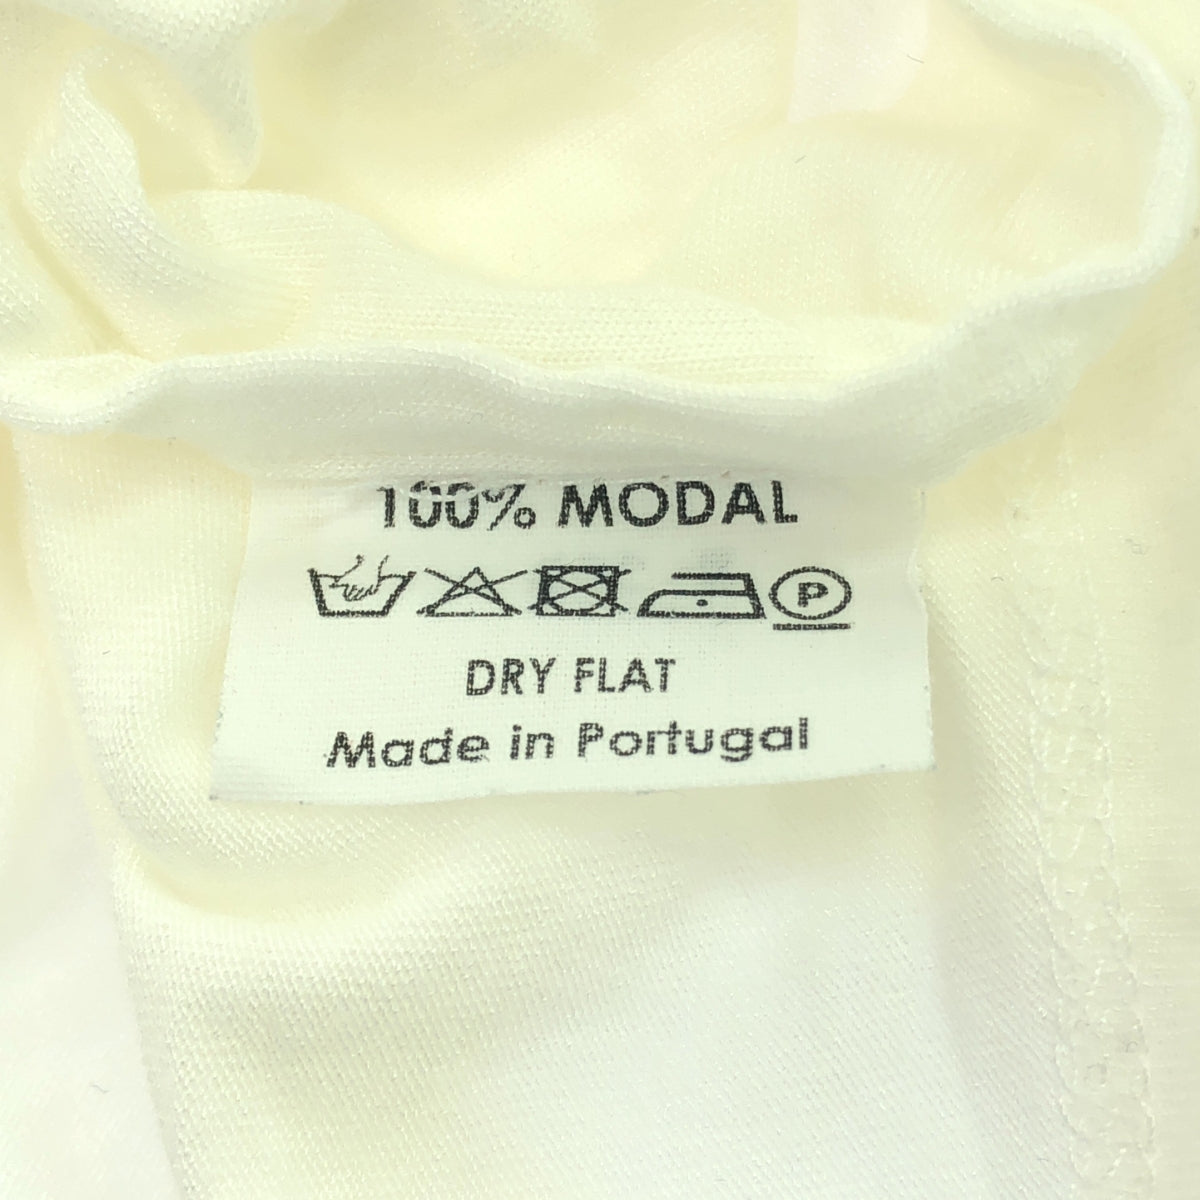 100% MODAL
P
DRY FLAT
Made in Portugal